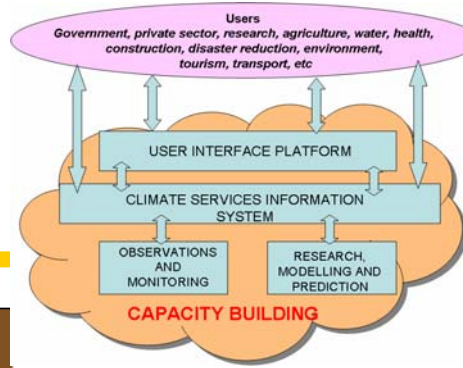 Users
Government, private sector, research, agriculture, water, health,
construction, disaster reduction, environment,
tourism, transport, etc
USER INTERFACE PLATFORM
CLIMATE SERVICES INFORMATION
SYSTEM
OBSERVATIONS
AND
MONITORING
RESEARCH,
MODELLING AND
PREDICTION
CAPACITY BUILDING